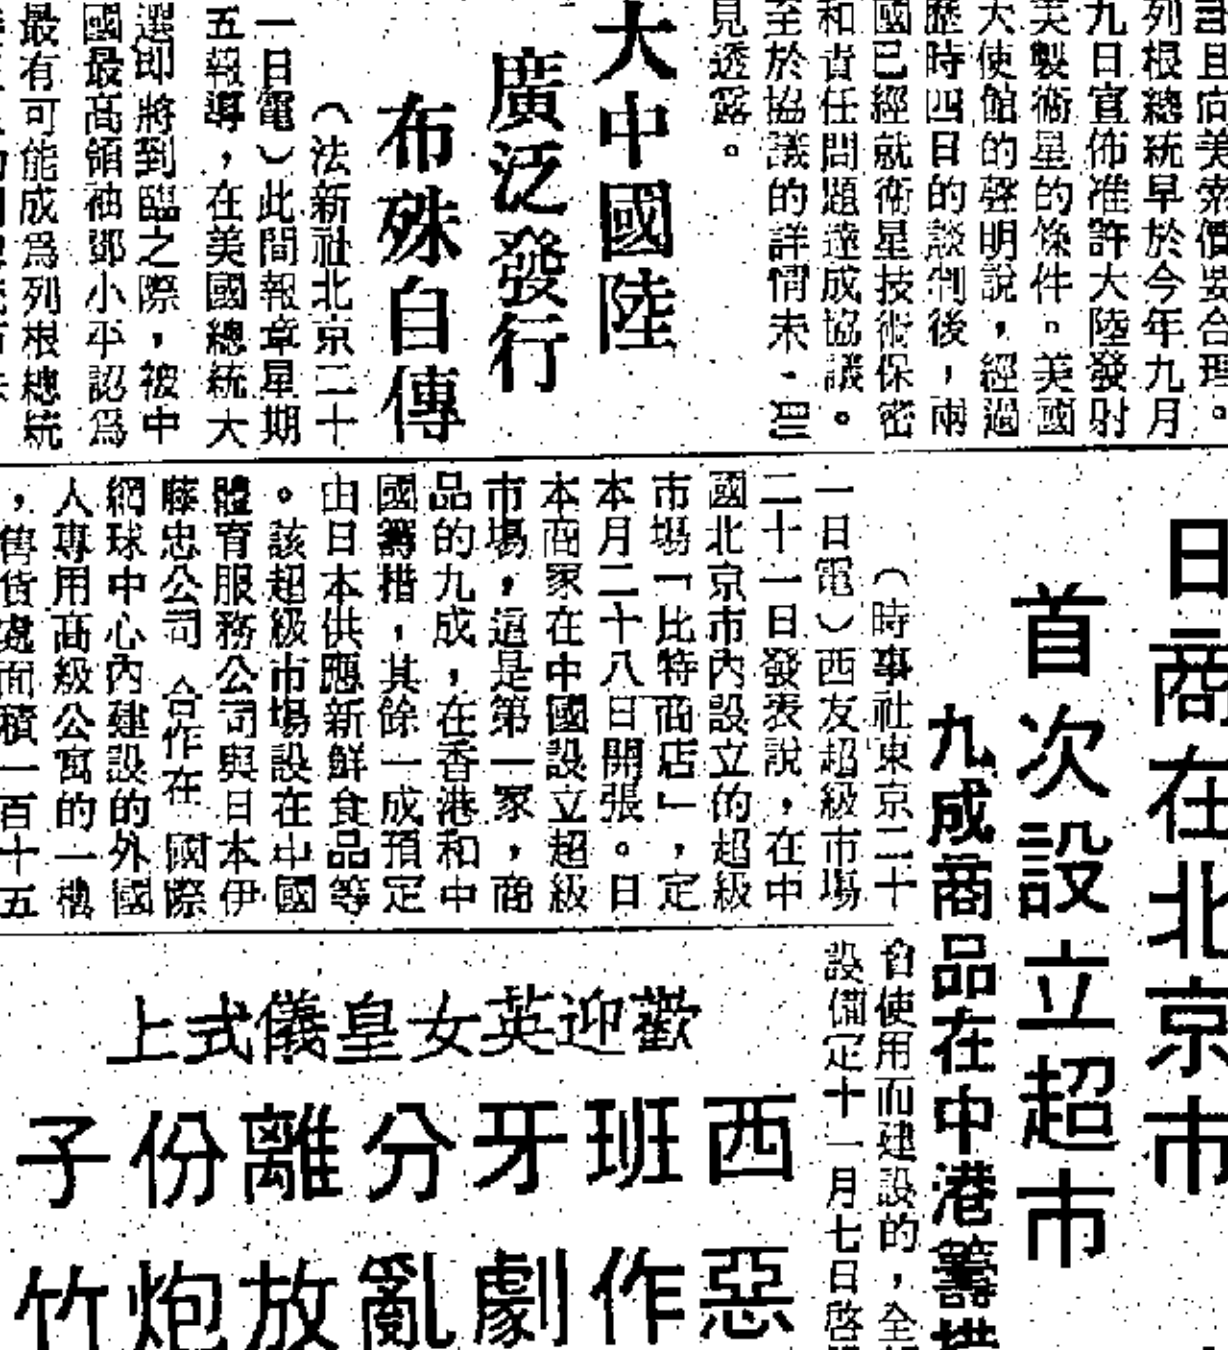 列根總統早於今年九月
九日宣佈准許大陸發射
美製衛星的條件。美國
大使館的聲明說，經過
歷時四日的談判後，兩
國已經就衛星技術保密
和責任問題達成協議。
至於協議的詳情未
見透露。
大中國陸
廣泛發行
布殊自傳
（法新社北京二十
一日電）此間報章星期
五報導，在美國總統大
選即將到臨之際，被中
國最高領袖鄧小平認爲
最有可能成爲列根總統
日商在北京市
首次設立超市
九成商品在中港籌措
（時事社東京二十
一日電）西友超級市場
二十一日發表說，在中
國北京市內設立的超級
市場「比特商店」，定
本月二十八日開張。日
本商家在中國設立超級
市場，這是第一家，商
品的九成，在香港和中
國籌措，其餘一成預定
由日本供應新鮮食品等
。該超級市場設在中國
體育服務公司與日本伊
藤忠公司合作在國際
網球中心內建設的外國
人專用高級公寓的一樓
，售貨處面積一百十五
使用而建設的，全
設備定十一月七日啓
歡迎英女皇儀式上
西班牙分離份子
惡作劇亂放炮竹